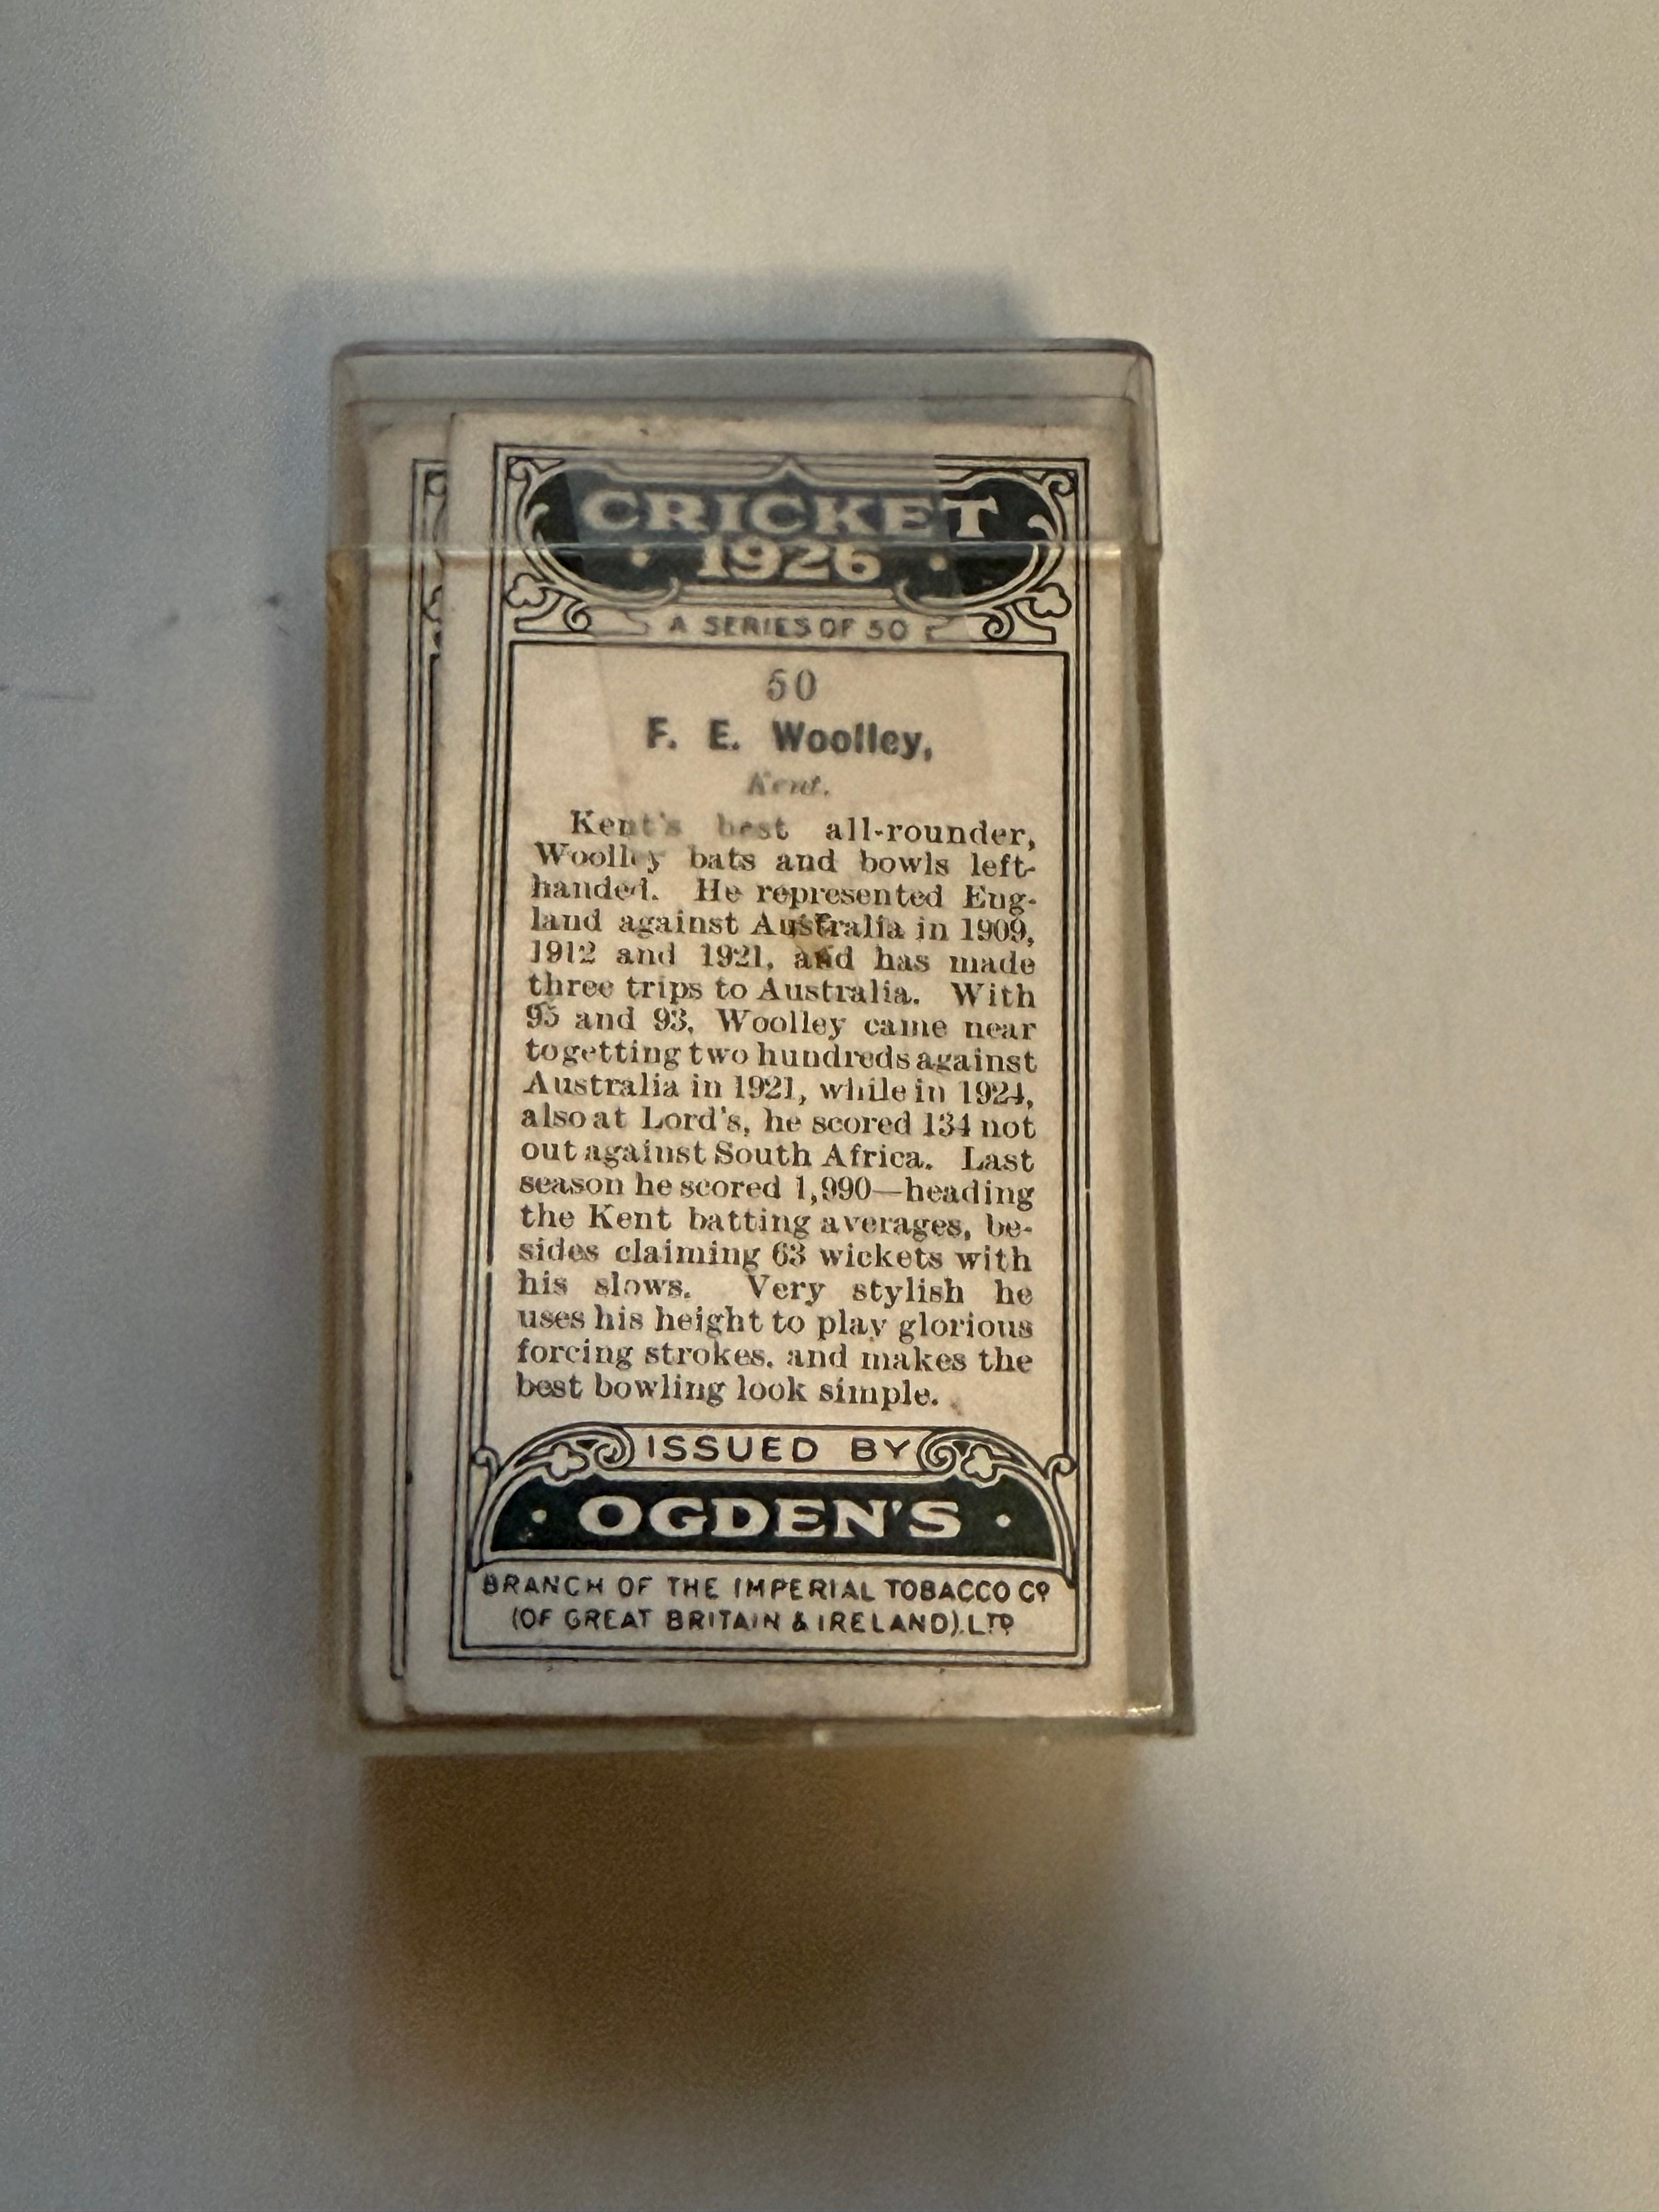 CRICKET
· 1926 ·
A SERIES OF 50
50
F. E. Woolley,
Kent.
Kent's best all-rounder,
Woolley bats and bowls left-
handed. He represented Eng-
land against Australia in 1909,
1912 and 1921, and has made
three trips to Australia. With
95 and 93, Woolley came near
to getting two hundreds against
Australia in 1921, while in 1924,
also at Lord's, he scored 134 not
out against South Africa. Last
season he scored 1,990—heading
the Kent batting averages, be-
sides claiming 63 wickets with
his slows. Very stylish he
uses his height to play glorious
forcing strokes, and makes the
best bowling look simple.
ISSUED BY
· OGDEN'S ·
BRANCH OF THE IMPERIAL TOBACCO Cº
(OF GREAT BRITAIN & IRELAND), LTD